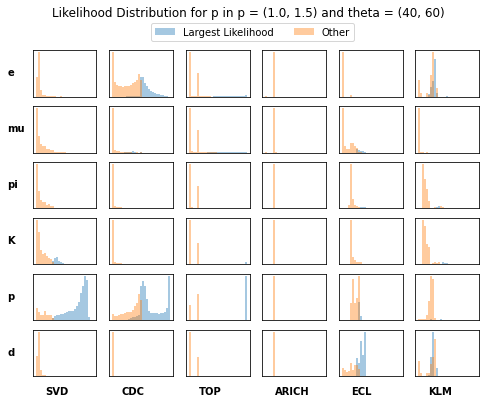 Likelihood Distribution for p in p = (1.0, 1.5) and theta = (40, 60)
Largest Likelihood Other
e
mu
pi
K
p
d
SVD CDC TOP ARICH ECL KLM